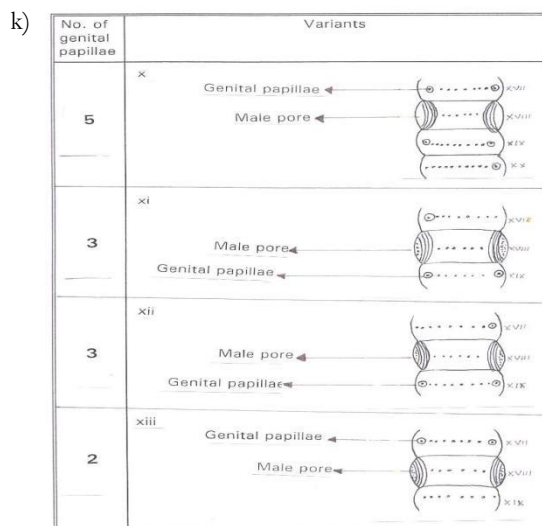 k)
No. of
genital
papillae
Variants
5
x
Genital papillae
XVII
Male pore
XVIII
XIX
XX
3
xi
XVII
Male pore
XVIII
Genital papillae
XIX
3
xii
XVII
Male pore
XVIII
Genital papillae
XIX
2
xiii
Genital papillae
XVII
Male pore
XVIII
XIX